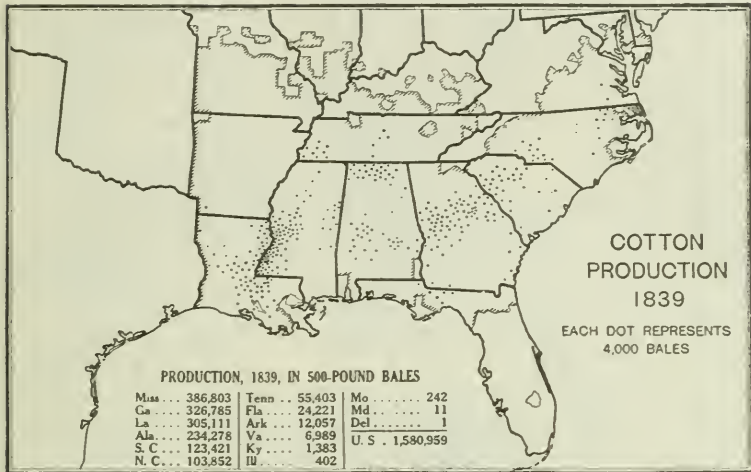 COTTON
PRODUCTION
1839
EACH DOT REPRESENTS
4,000 BALES
PRODUCTION, 1839, IN 500-POUND BALES
Miss ... 386,803
Ga ... 326,785
La ... 305,111
Ala ... 234,278
S. C ... 123,421
N. C ... 103,852
Tenn .. 55,403
Fla .... 24,221
Ark ... 12,057
Va ..... 6,989
Ky .... 1,383
Ill ...... 402
Mo ....... 242
Md ....... 11
Del ....... 1
U. S . 1,580,959